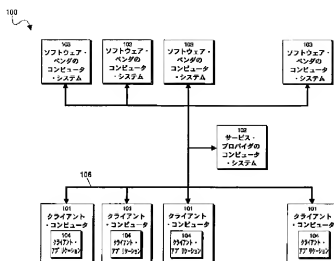 100
103
ソフトウェア・
ベンダの
コンピュータ
・システム
103
ソフトウェア・
ベンダの
コンピュータ
・システム
103
ソフトウェア・
ベンダの
コンピュータ
・システム
103
ソフトウェア・
ベンダの
コンピュータ
・システム
102
サービス・
プロバイダの
コンピュータ
・システム
106
101
クライアント
・コンピュータ
104
クライアント・
アプリケーション
101
クライアント
・コンピュータ
104
クライアント・
アプリケーション
101
クライアント
・コンピュータ
104
クライアント・
アプリケーション
101
クライアント
・コンピュータ
104
クライアント・
アプリケーション